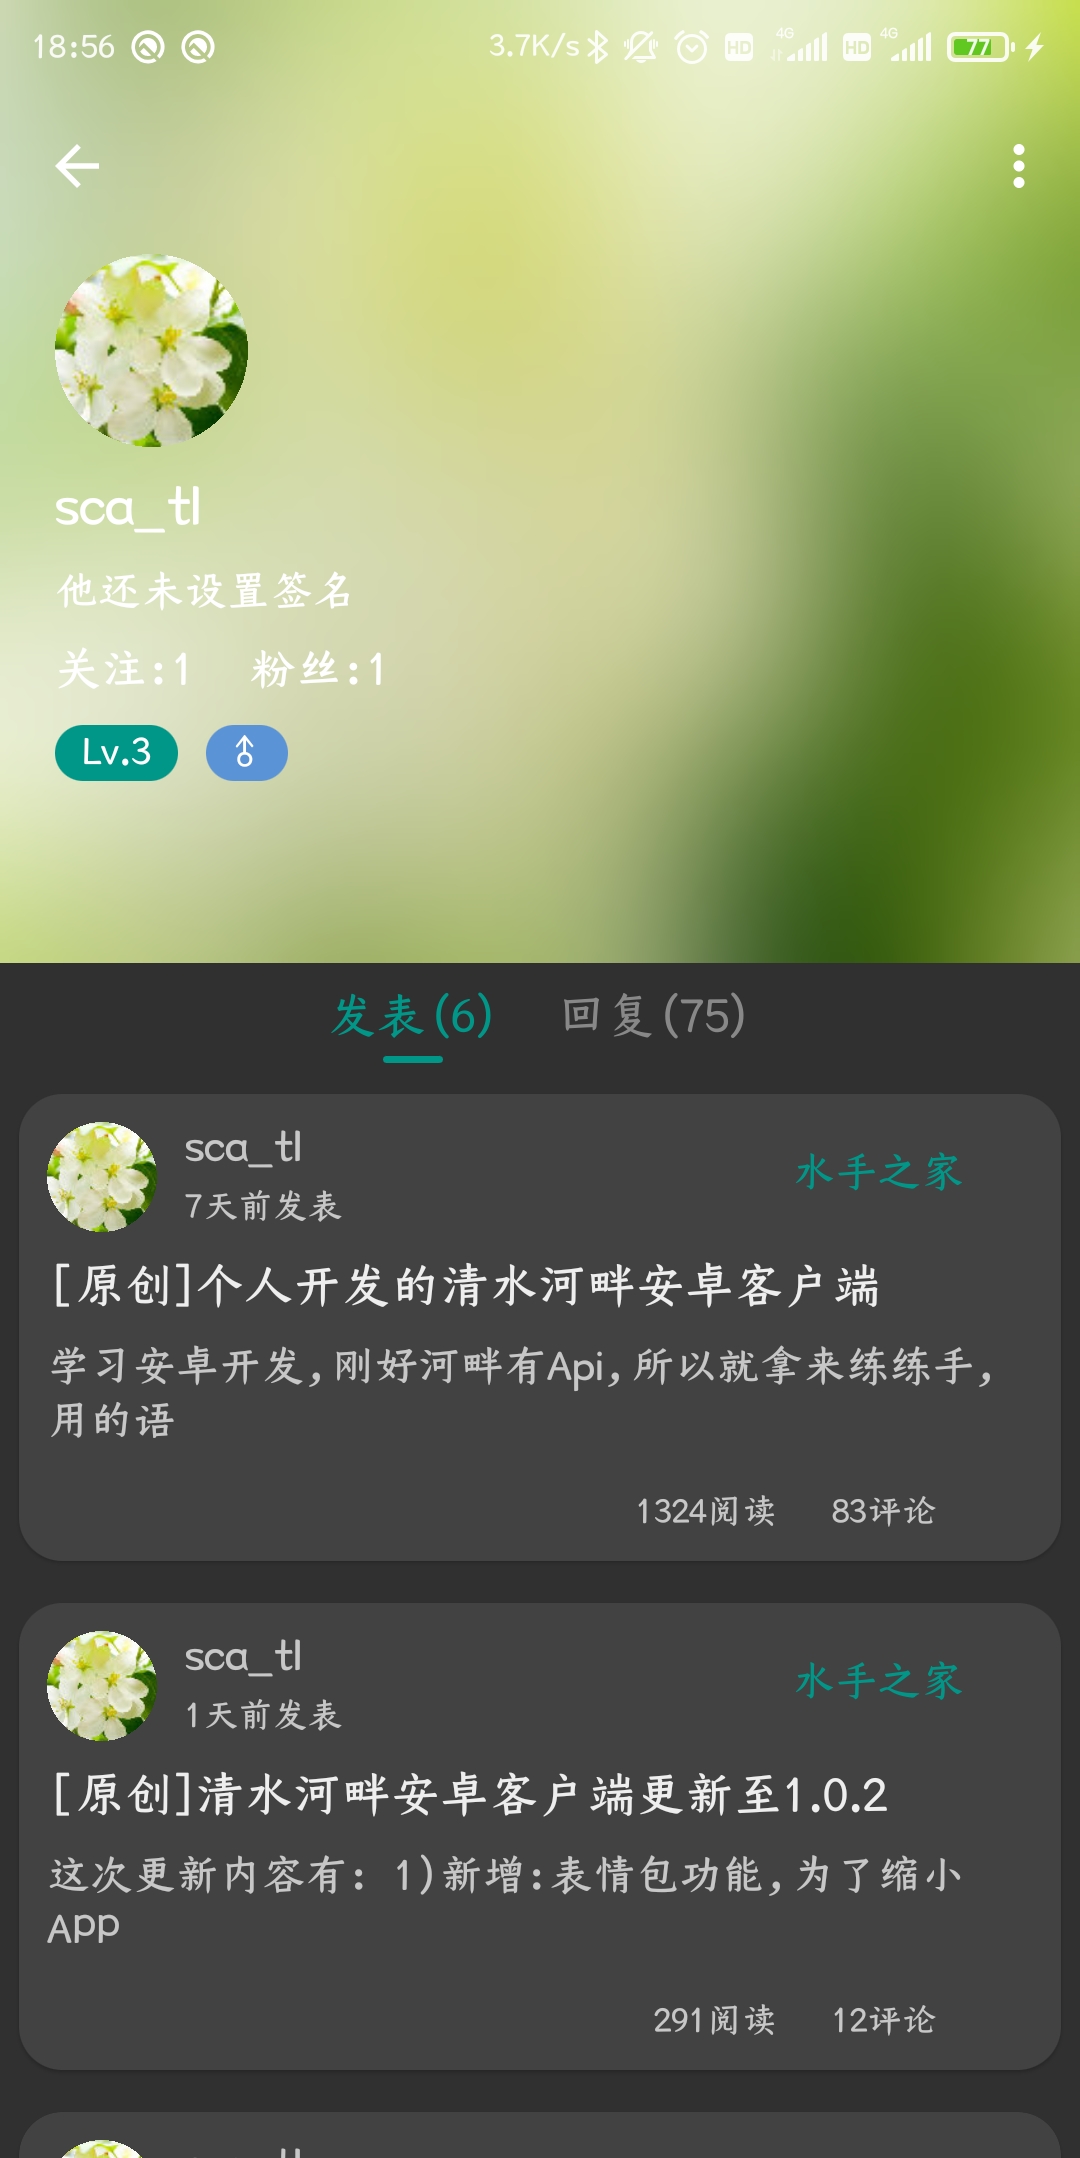 18:56 3.7K/s HD 4G HD 4G 77
sca_tl
他还未设置签名
关注:1 粉丝:1
Lv.3
发表(6) 回复(75)
sca_tl
水手之家
7天前发表
[原创]个人开发的清水河畔安卓客户端
学习安卓开发,刚好河畔有Api,所以就拿来练练手,
用的语
1324阅读 83评论
sca_tl
水手之家
1天前发表
[原创]清水河畔安卓客户端更新至1.0.2
这次更新内容有: 1)新增:表情包功能,为了缩小
App
291阅读 12评论